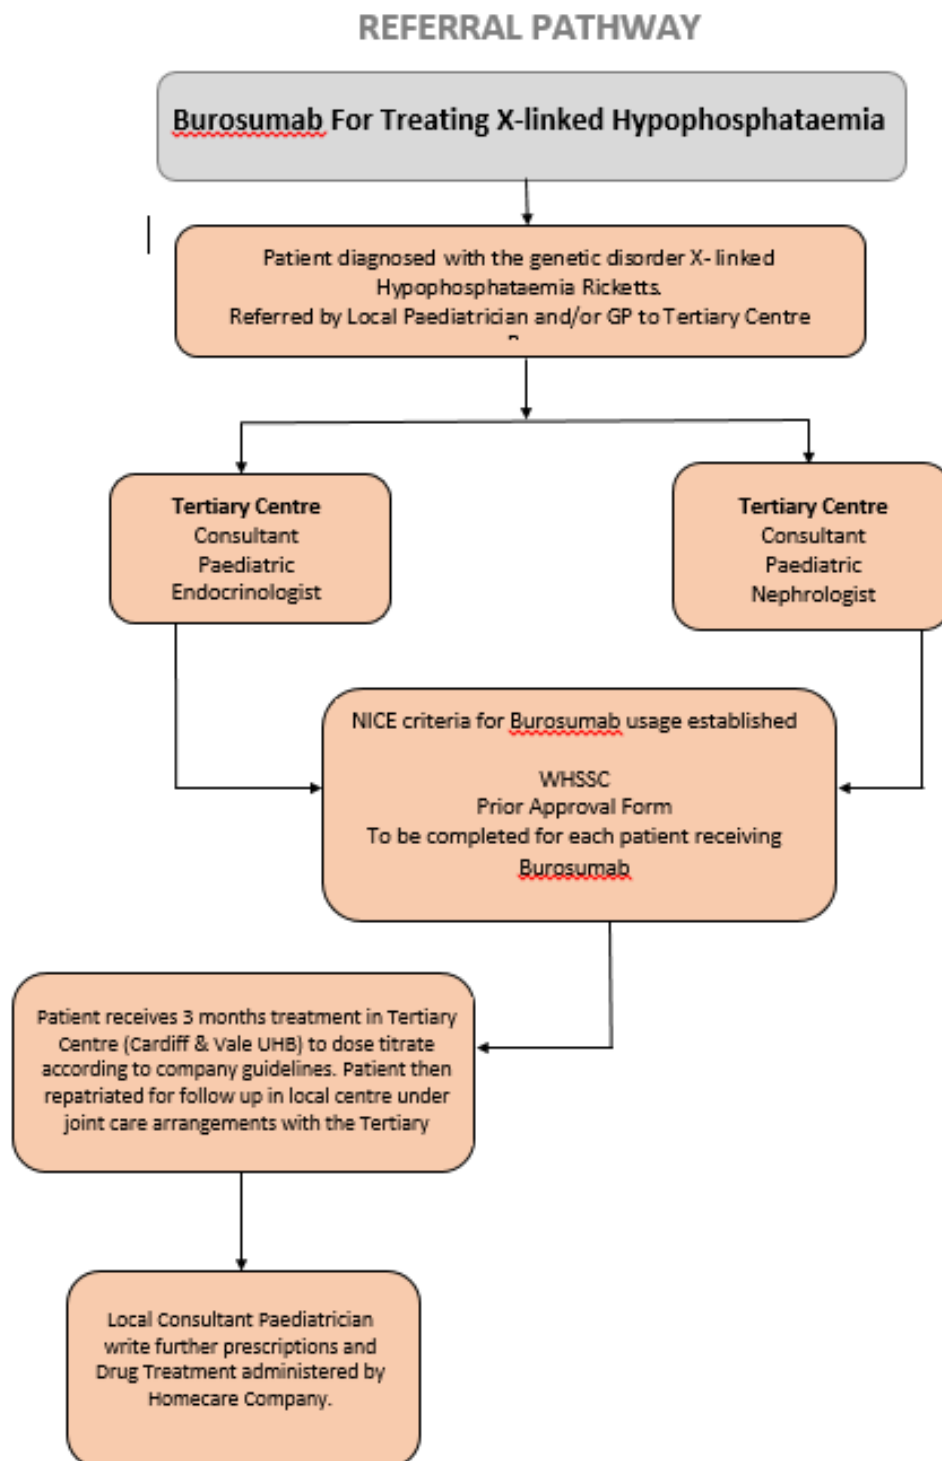 REFERRAL PATHWAY
Burosumab For Treating X-linked Hypophosphataemia
Patient diagnosed with the genetic disorder X- linked
Hypophosphataemia Ricketts.
Referred by Local Paediatrician and/or GP to Tertiary Centre
Tertiary Centre
Consultant
Paediatric
Endocrinologist
Tertiary Centre
Consultant
Paediatric
Nephrologist
NICE criteria for Burosumab usage established
WHSSC
Prior Approval Form
To be completed for each patient receiving
Burosumab
Patient receives 3 months treatment in Tertiary
Centre (Cardiff & Vale UHB) to dose titrate
according to company guidelines. Patient then
repatriated for follow up in local centre under
joint care arrangements with the Tertiary
Local Consultant Paediatrician
write further prescriptions and
Drug Treatment administered by
Homecare Company.